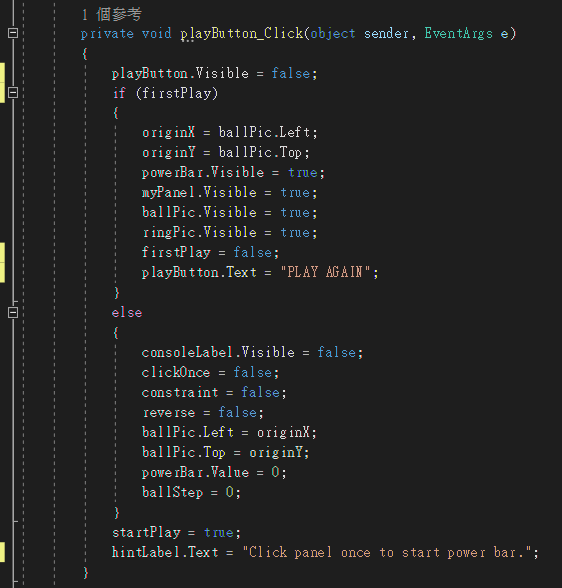 1 個參考
private void playButton_Click(object sender, EventArgs e)
{
playButton.Visible = false;
if (firstPlay)
{
originX = ballPic.Left;
originY = ballPic.Top;
powerBar.Visible = true;
myPanel.Visible = true;
ballPic.Visible = true;
ringPic.Visible = true;
firstPlay = false;
playButton.Text = "PLAY AGAIN";
}
else
{
consoleLabel.Visible = false;
clickOnce = false;
constraint = false;
reverse = false;
ballPic.Left = originX;
ballPic.Top = originY;
powerBar.Value = 0;
ballStep = 0;
}
startPlay = true;
hintLabel.Text = "Click panel once to start power bar.";
}